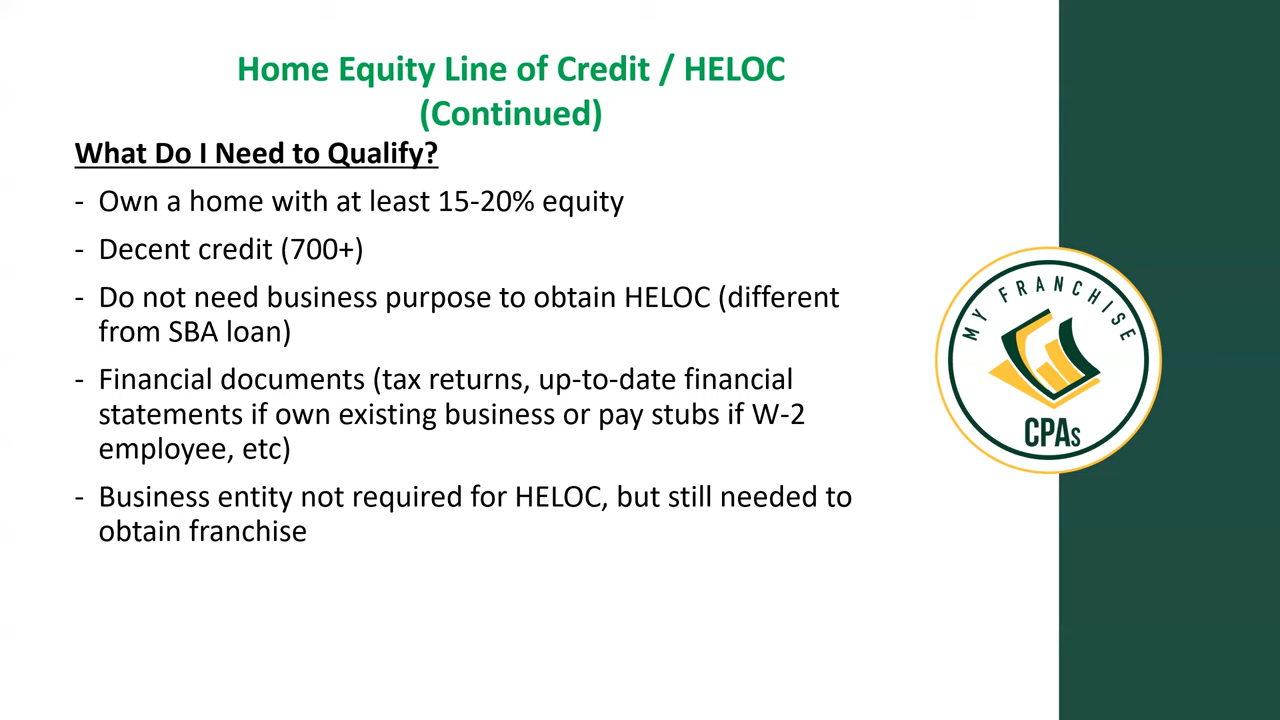 Home Equity Line of Credit / HELOC
(Continued)
What Do I Need to Qualify?
- Own a home with at least 15-20% equity
- Decent credit (700+)
- Do not need business purpose to obtain HELOC (different
from SBA loan)
- Financial documents (tax returns, up-to-date financial
statements if own existing business or pay stubs if W-2
employee, etc)
- Business entity not required for HELOC, but still needed to
obtain franchise
MY FRANCHISE
CPAs